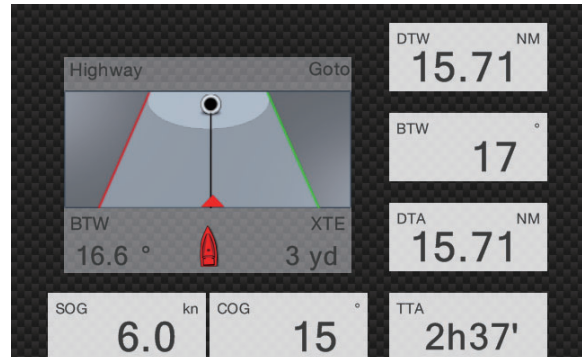 Highway Goto
BTW XTE
16.6 ° 3 yd
DTW NM
15.71
BTW °
17
DTA NM
15.71
SOG kn
6.0
COG °
15
TTA
2h37'